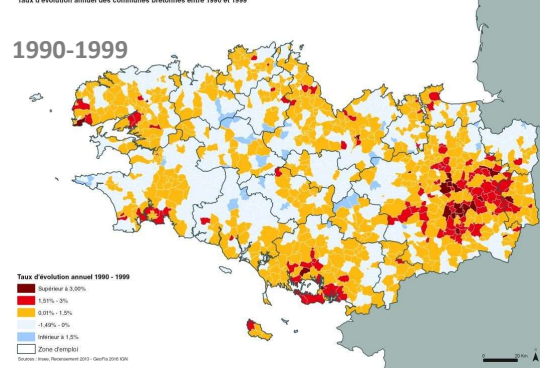 Taux d'évolution annuel des communes bretonnes entre 1990 et 1999
1990-1999
Taux d'évolution annuel 1990 - 1999
Supérieur à 3,00%
1,51% - 3%
0,01% - 1,5%
-1,49% - 0%
Inférieur à 1,5%
Zone d'emploi
Sources : Insee, Recensement 2013 - GéoFla 2016 IGN
0 20 Km